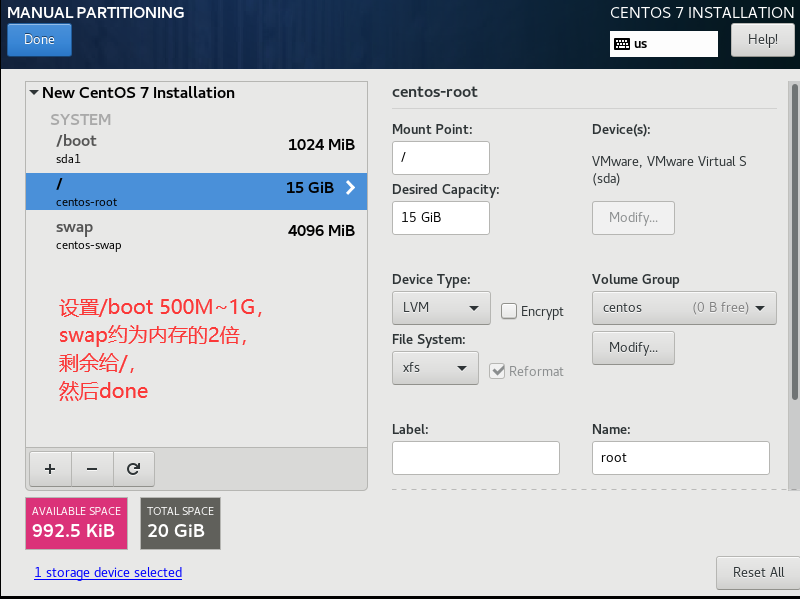 MANUAL PARTITIONING
CENTOS 7 INSTALLATION
Done
us
Help!
New CentOS 7 Installation
SYSTEM
/boot
1024 MiB
sda1
/
15 GiB
centos-root
swap
4096 MiB
centos-swap
设置/boot 500M~1G，
swap约为内存的2倍，
剩余给/，
然后done
+ −
AVAILABLE SPACE
992.5 KiB
TOTAL SPACE
20 GiB
1 storage device selected
centos-root
Mount Point:
/
Desired Capacity:
15 GiB
Device(s):
VMware, VMware Virtual S
(sda)
Modify...
Device Type:
LVM
Encrypt
File System:
xfs
Reformat
Volume Group
centos (0 B free)
Modify...
Label:
Name:
root
Reset All